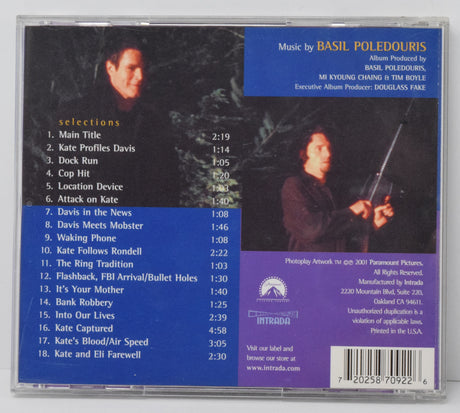 Music by BASIL POLEDOURIS
Album Produced by
BASIL POLEDOURIS,
MI KYOUNG CHAING & TIM BOYLE
Executive Album Producer: DOUGLASS FAKE
selections
1. Main Title 2:19
2. Kate Profiles Davis 1:14
3. Dock Run 1:05
4. Cop Hit 1:20
5. Location Device 1:03
6. Attack on Kate 1:40
7. Davis in the News 1:08
8. Davis Meets Mobster 1:46
9. Waking Phone 1:08
10. Kate Follows Rondell 2:22
11. The Ring Tradition 1:03
12. Flashback, FBI Arrival/Bullet Holes 1:30
13. It's Your Mother 1:40
14. Bank Robbery 1:25
15. Into Our Lives 2:39
16. Kate Captured 4:58
17. Kate's Blood/Air Speed 3:05
18. Kate and Eli Farewell 2:30
Photoplay Artwork TM © 2001 Paramount Pictures.
All Rights Reserved.
Manufactured by Intrada
2220 Mountain Blvd, Suite 220,
Oakland CA 94611.
Unauthorized duplication is a
violation of applicable laws.
Printed in the U.S.A.
INTRADA
Visit our label and
browse our store at
www.intrada.com
7 20258 70922 6